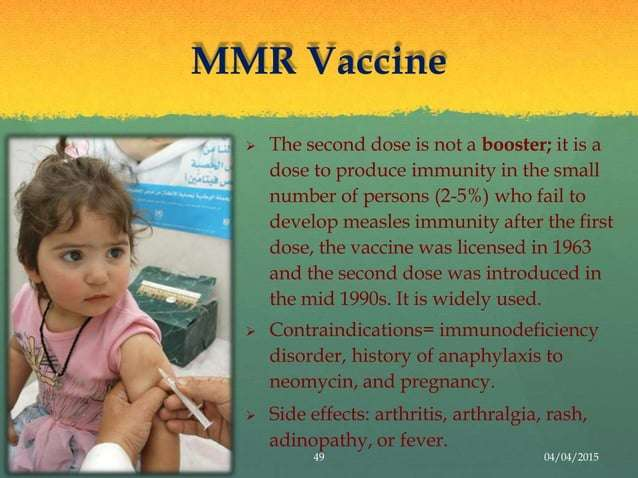 MMR Vaccine
➢ The second dose is not a booster; it is a
dose to produce immunity in the small
number of persons (2-5%) who fail to
develop measles immunity after the first
dose, the vaccine was licensed in 1963
and the second dose was introduced in
the mid 1990s. It is widely used.
➢ Contraindications= immunodeficiency
disorder, history of anaphylaxis to
neomycin, and pregnancy.
➢ Side effects: arthritis, arthralgia, rash,
adinopathy, or fever.
49
04/04/2015